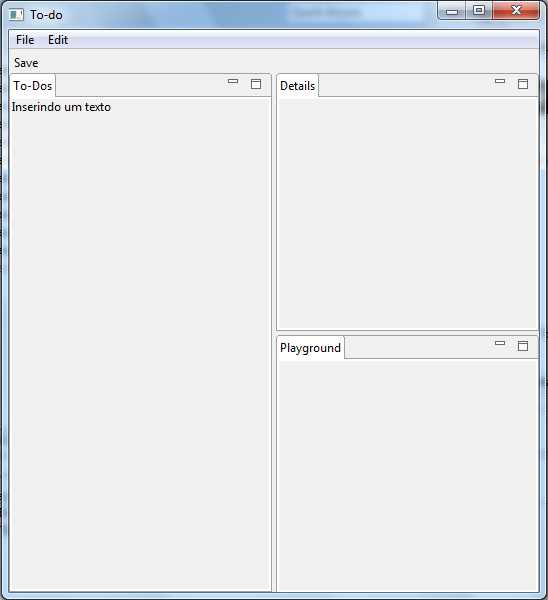 To-do
File Edit
Save
To-Dos
Inserindo um texto
Details
Playground